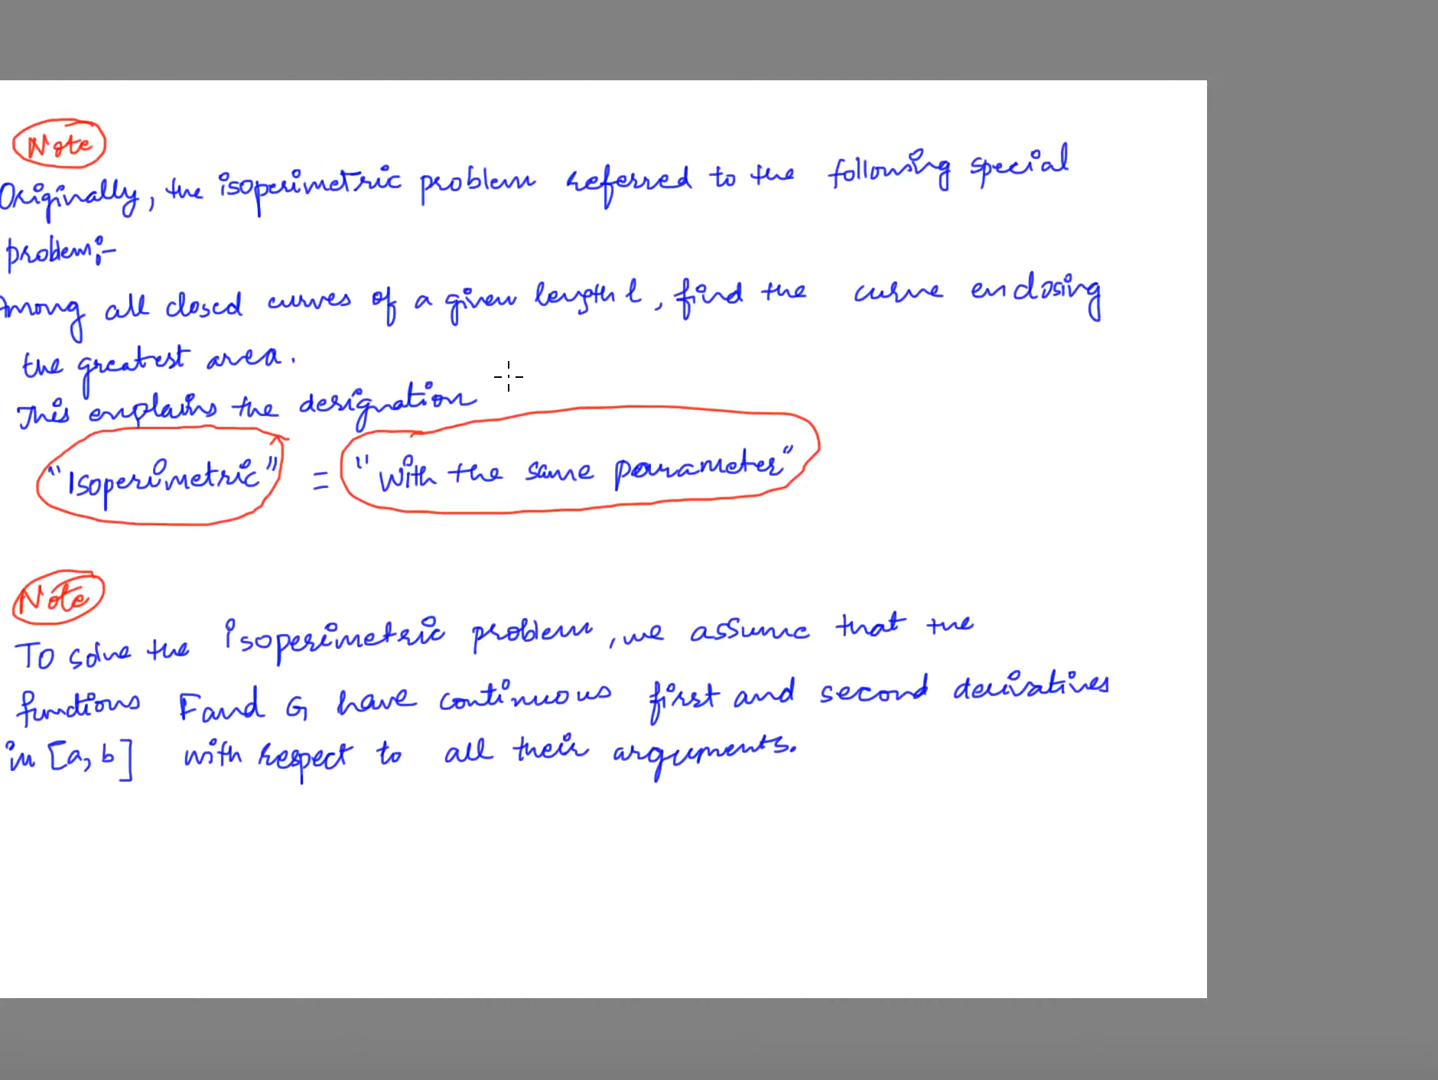 Note
Originally, the isoperimetric problem referred to the following special
problem:-
Among all closed curves of a given length l, find the curve enclosing
the greatest area.
This explains the designation
"Isoperimetric" = "with the same parameter"
Note
To solve the Isoperimetric problem, we assume that the
functions F and G have continuous first and second derivatives
in [a, b] with respect to all their arguments.